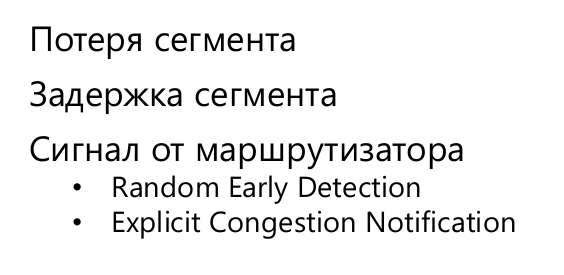 Потеря сегмента
Задержка сегмента
Сигнал от маршрутизатора
• Random Early Detection
• Explicit Congestion Notification